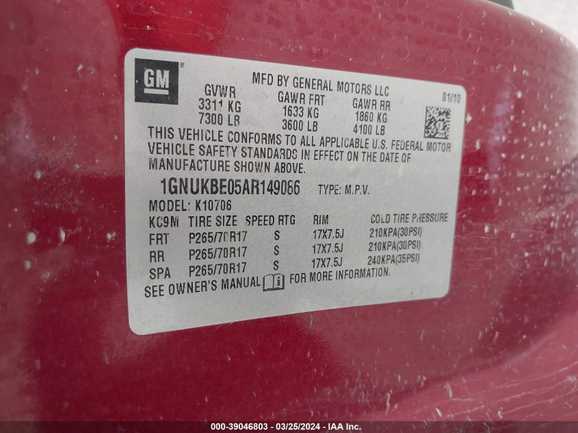 GM
MFD BY GENERAL MOTORS LLC
01/10
GVWR GAWR FRT GAWR RR
3311 KG 1633 KG 1860 KG
7300 LB 3600 LB 4100 LB
THIS VEHICLE CONFORMS TO ALL APPLICABLE U.S. FEDERAL MOTOR
VEHICLE SAFETY STANDARDS IN EFFECT ON THE DATE OF
MANUFACTURE SHOWN ABOVE.
1GNUKBE05AR149066 TYPE: M.P.V.
MODEL: K10706
KC9M TIRE SIZE SPEED RTG RIM COLD TIRE PRESSURE
FRT P265/70R17 S 17X7.5J 210KPA(30PSI)
RR P265/70R17 S 17X7.5J 210KPA(30PSI)
SPA P265/70R17 S 17X7.5J 240KPA(35PSI)
SEE OWNER'S MANUAL FOR MORE INFORMATION.
000-39046803 - 03/25/2024 - IAA Inc.